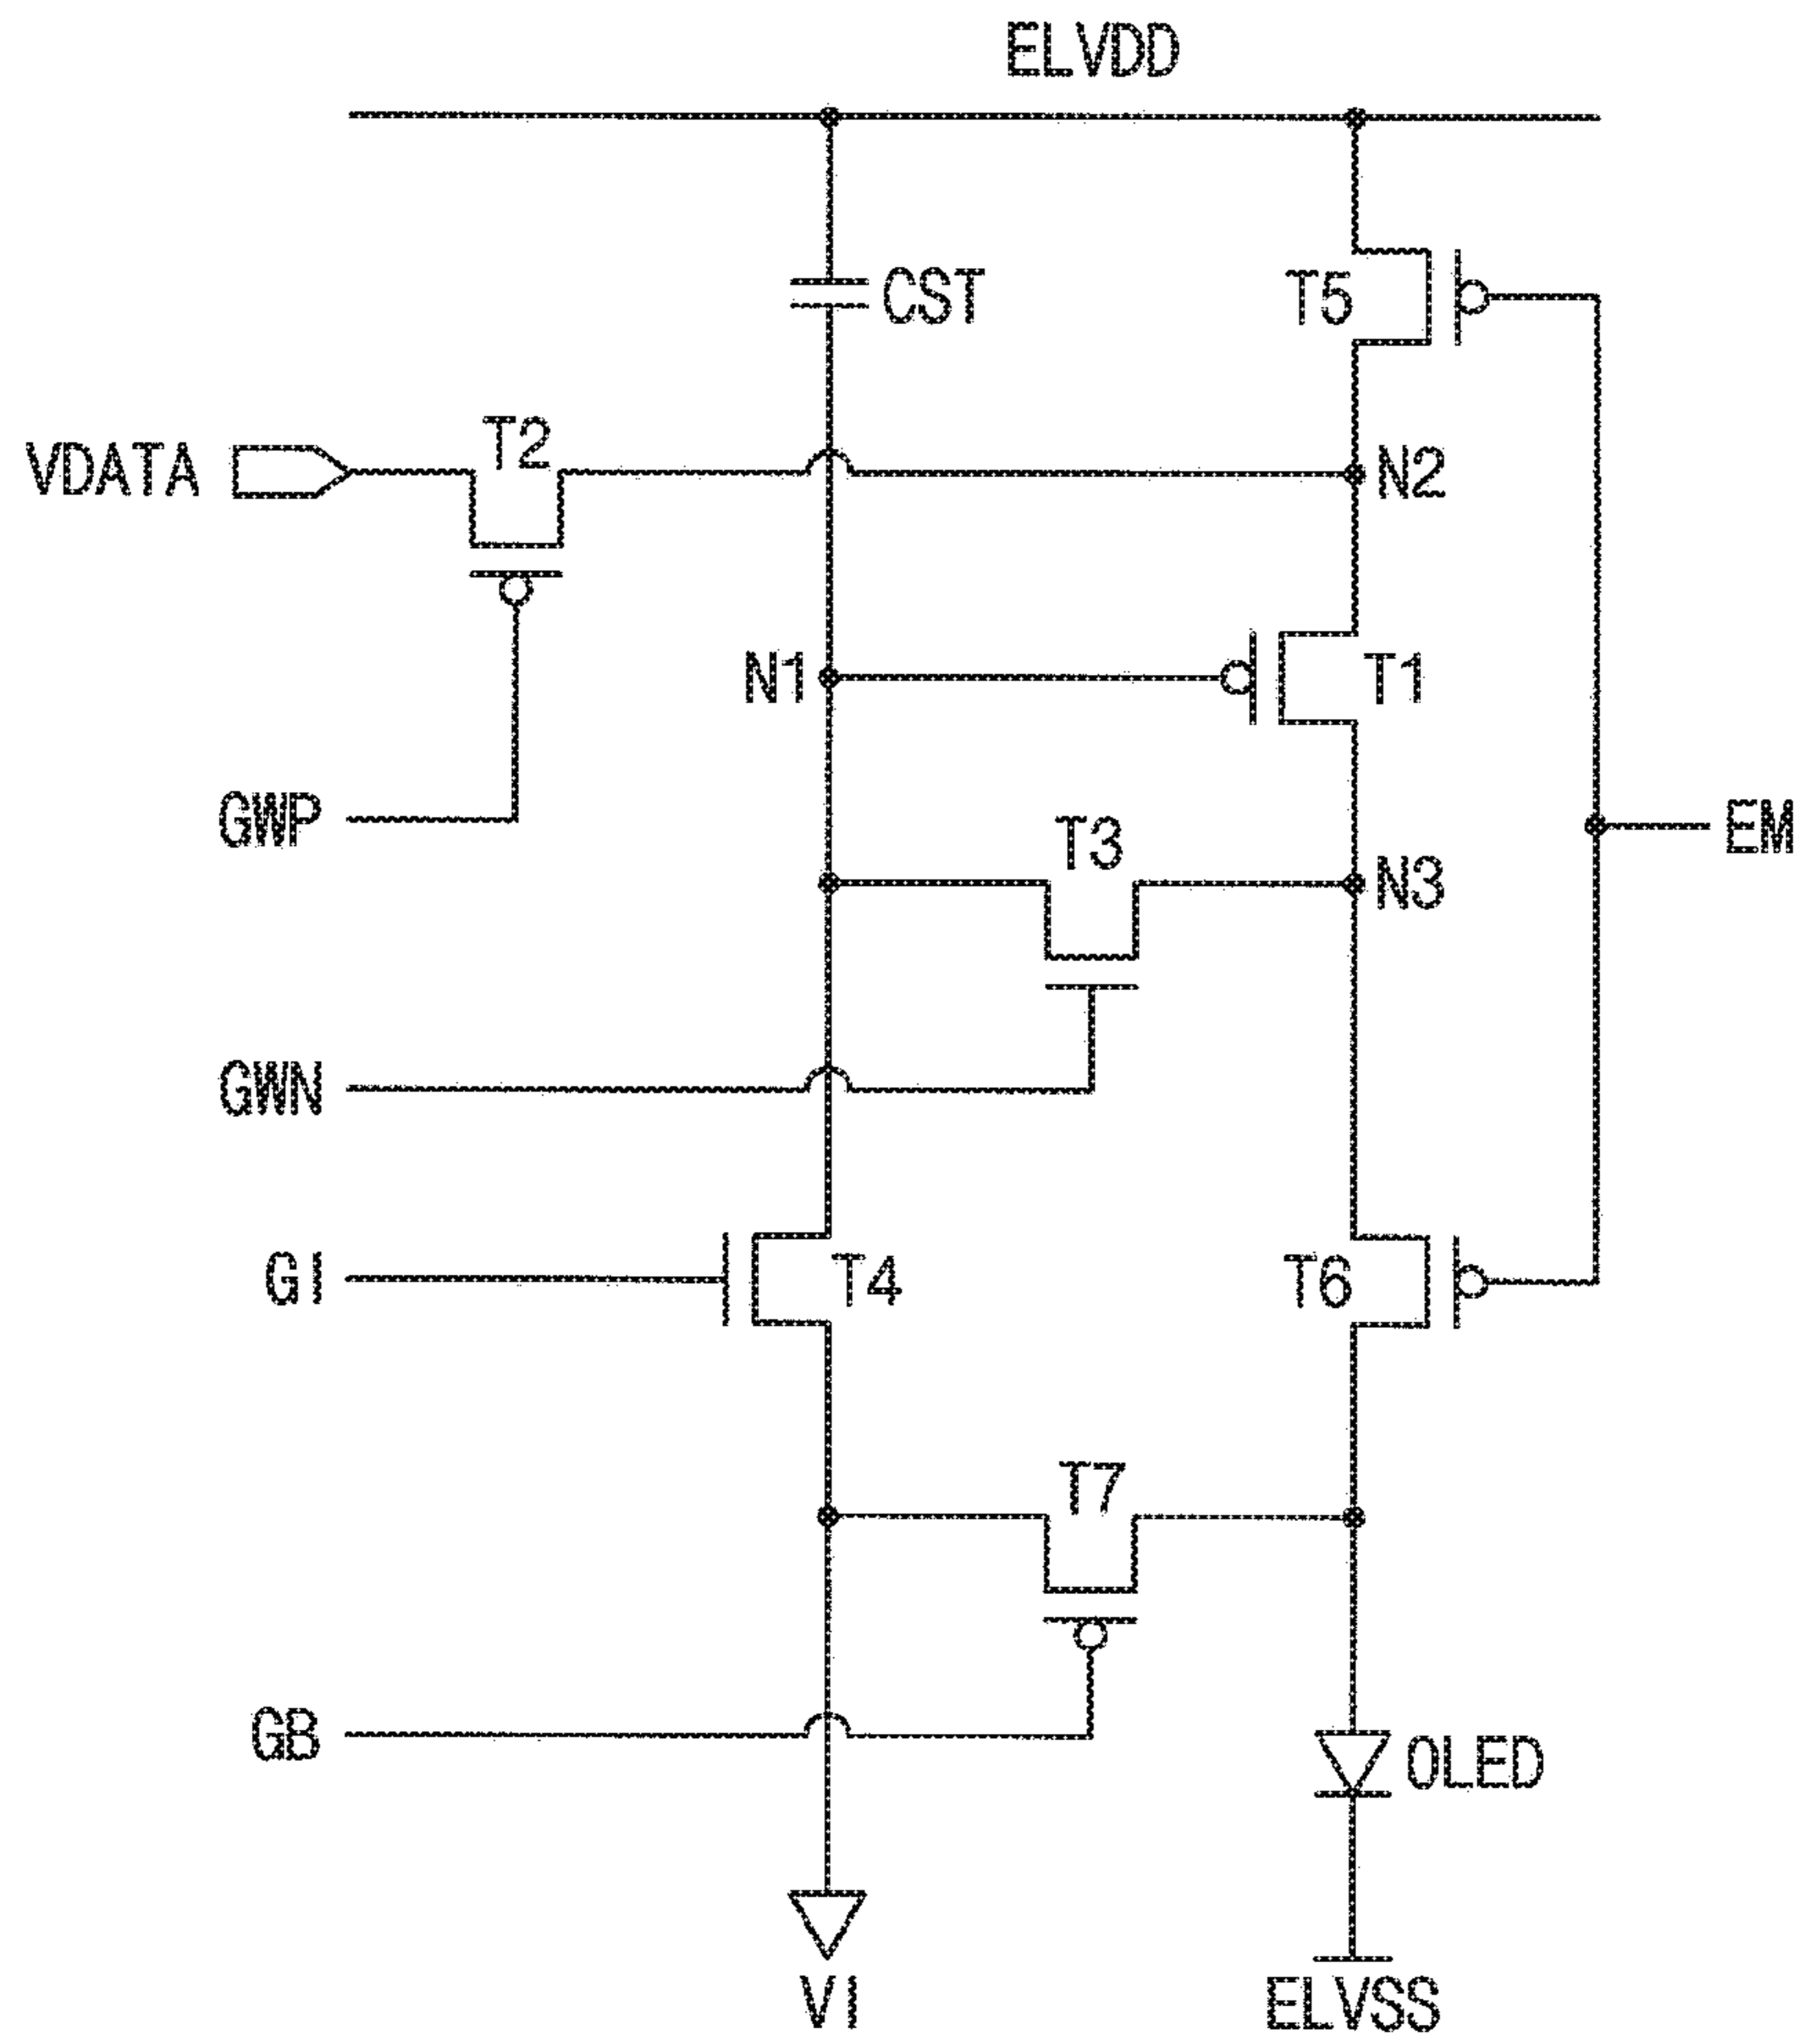 ELVDD
CST
T5
VDATA
T2
N2
N1
T1
GWP
T3
EM
N3
GWN
GI
T4
T6
T7
GB
OLED
VI
ELVSS